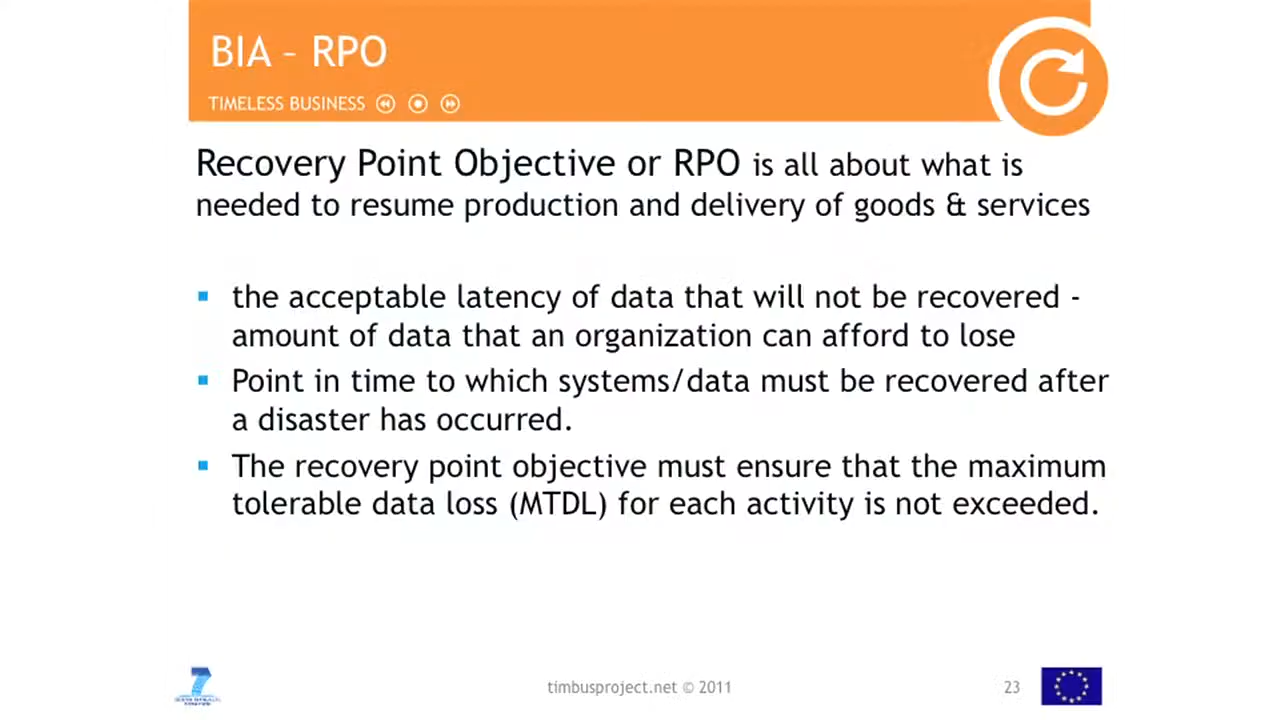 BIA – RPO
TIMELESS BUSINESS
Recovery Point Objective or RPO is all about what is
needed to resume production and delivery of goods & services
the acceptable latency of data that will not be recovered -
amount of data that an organization can afford to lose
Point in time to which systems/data must be recovered after
a disaster has occurred.
The recovery point objective must ensure that the maximum
tolerable data loss (MTDL) for each activity is not exceeded.
timbusproject.net © 2011
23